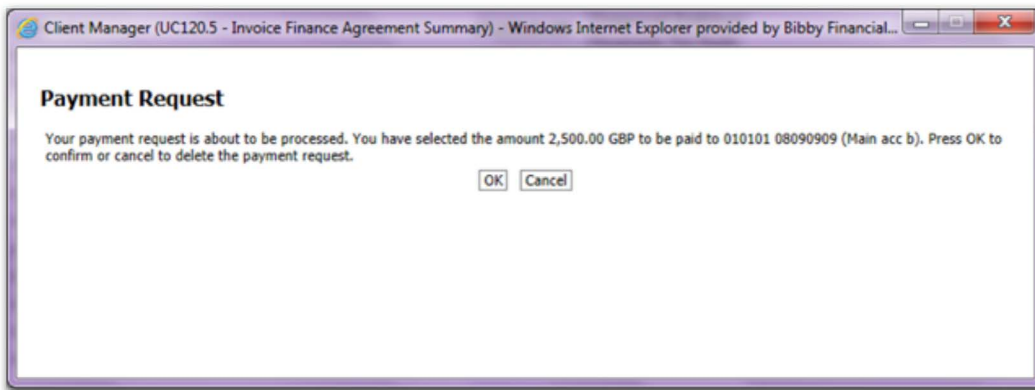 Client Manager (UC120.5 - Invoice Finance Agreement Summary) - Windows Internet Explorer provided by Bibby Financial...
Payment Request
Your payment request is about to be processed. You have selected the amount 2,500.00 GBP to be paid to 010101 08090909 (Main acc b). Press OK to
confirm or cancel to delete the payment request.
OK Cancel